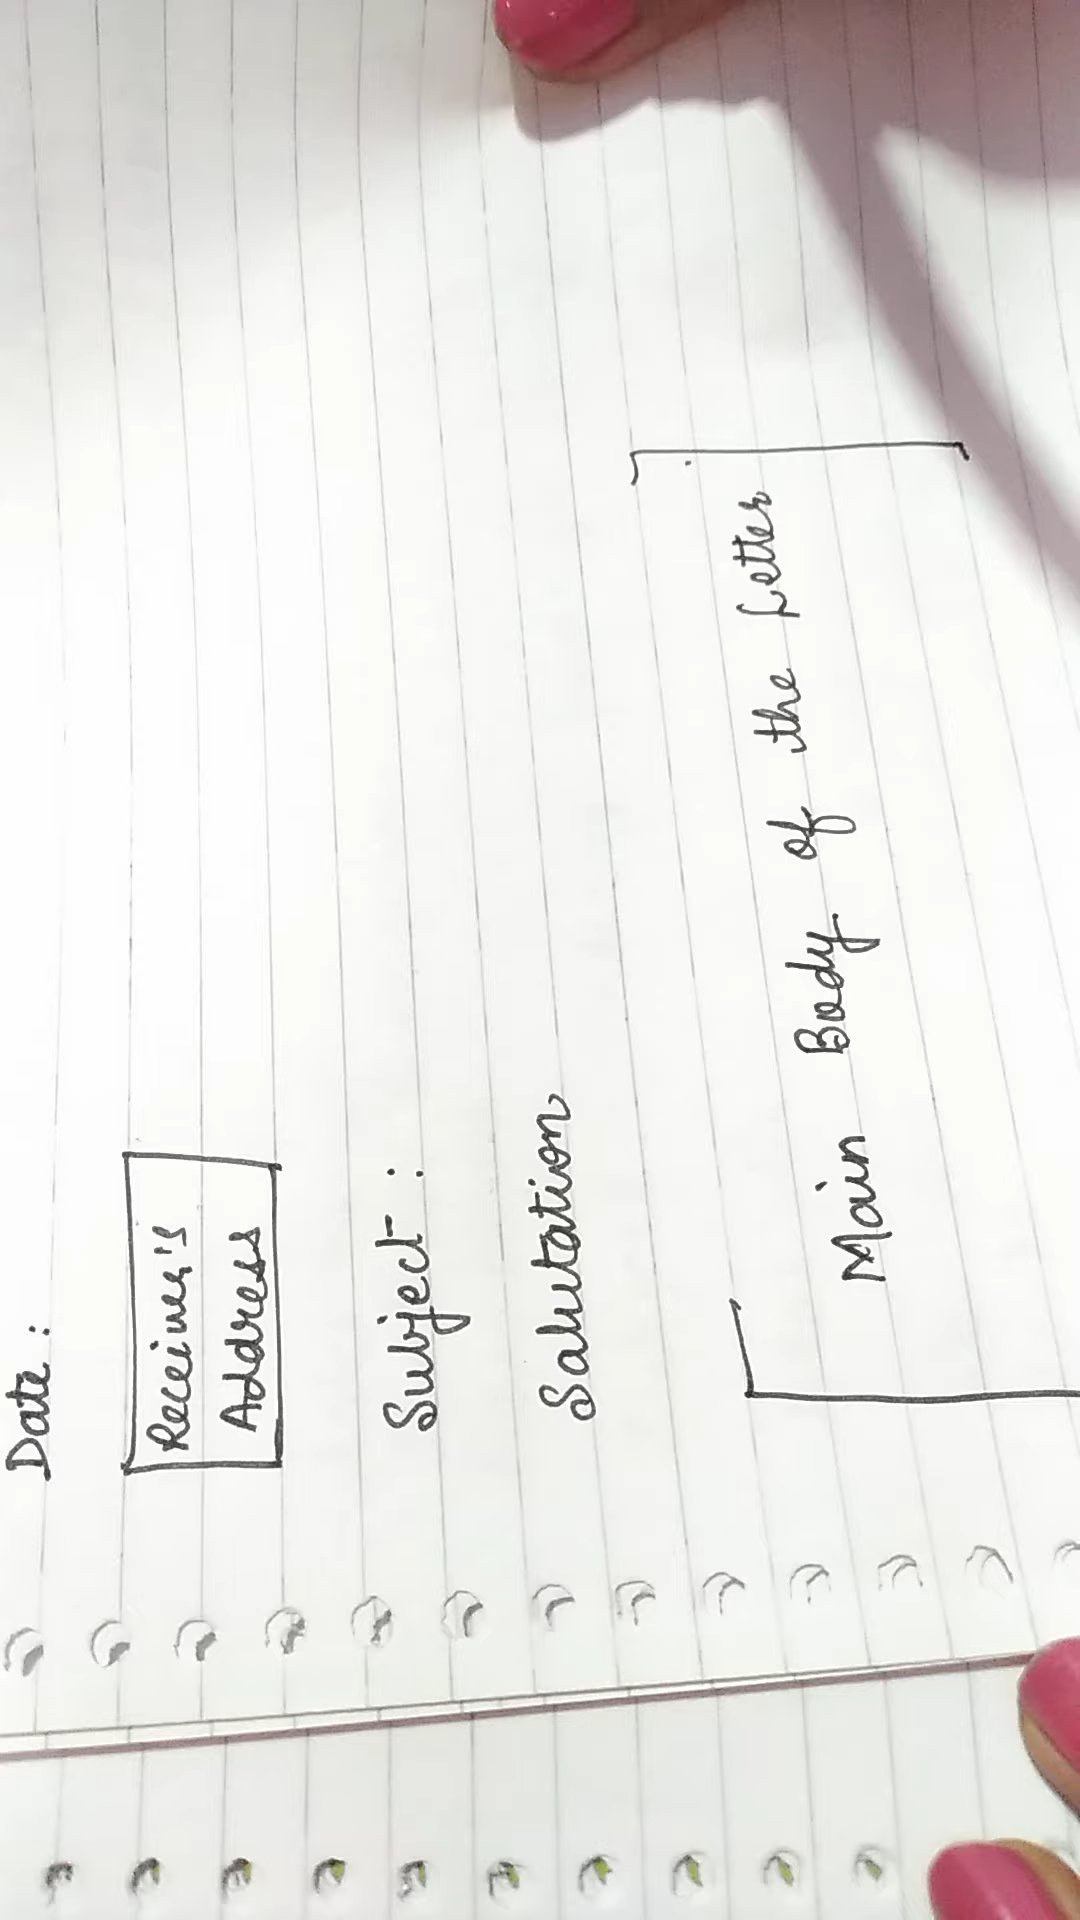 Date :
Receiver's
Address
Subject :
Salutation
Main Body of the Letter